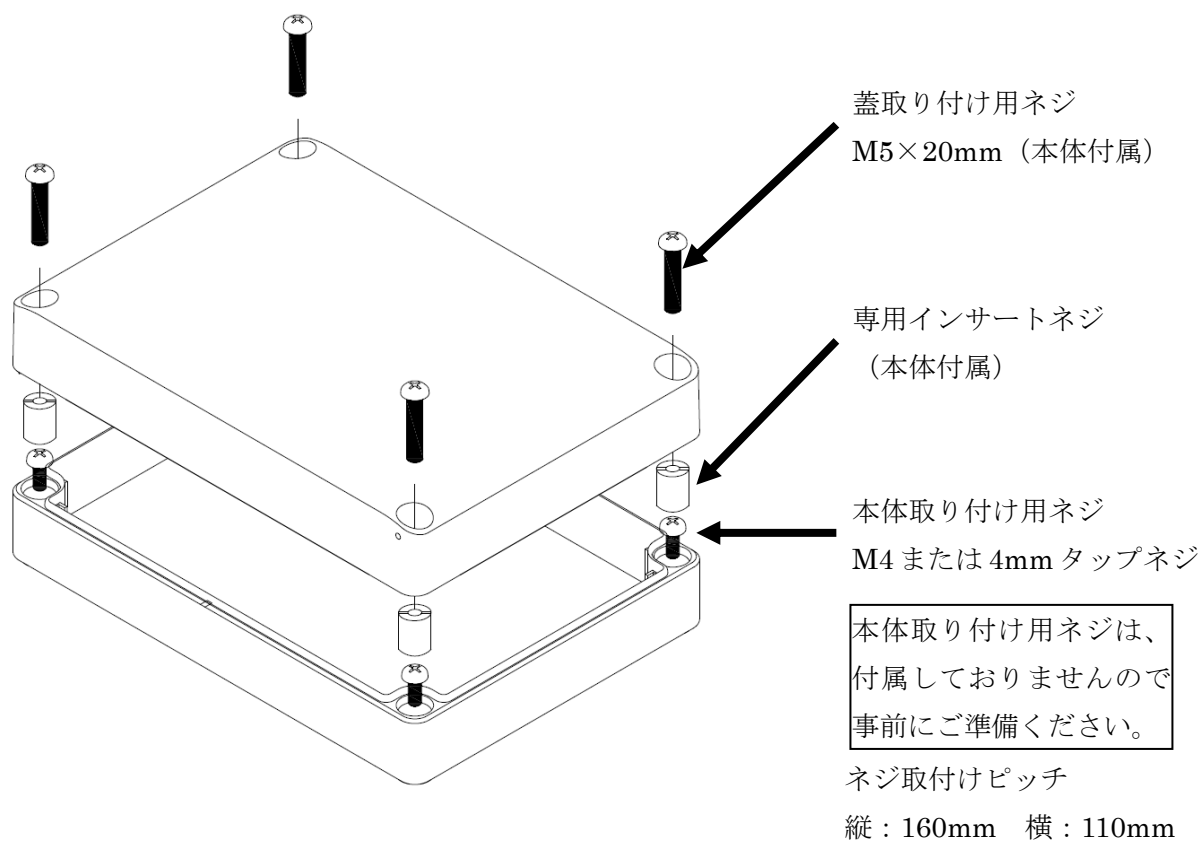 蓋取り付け用ネジ
M5×20mm（本体付属）
専用インサートネジ
（本体付属）
本体取り付け用ネジ
M4 または 4mm タップネジ
本体取り付け用ネジは、
付属しておりませんので
事前にご準備ください。
ネジ取付けピッチ
縦：160mm　横：110mm